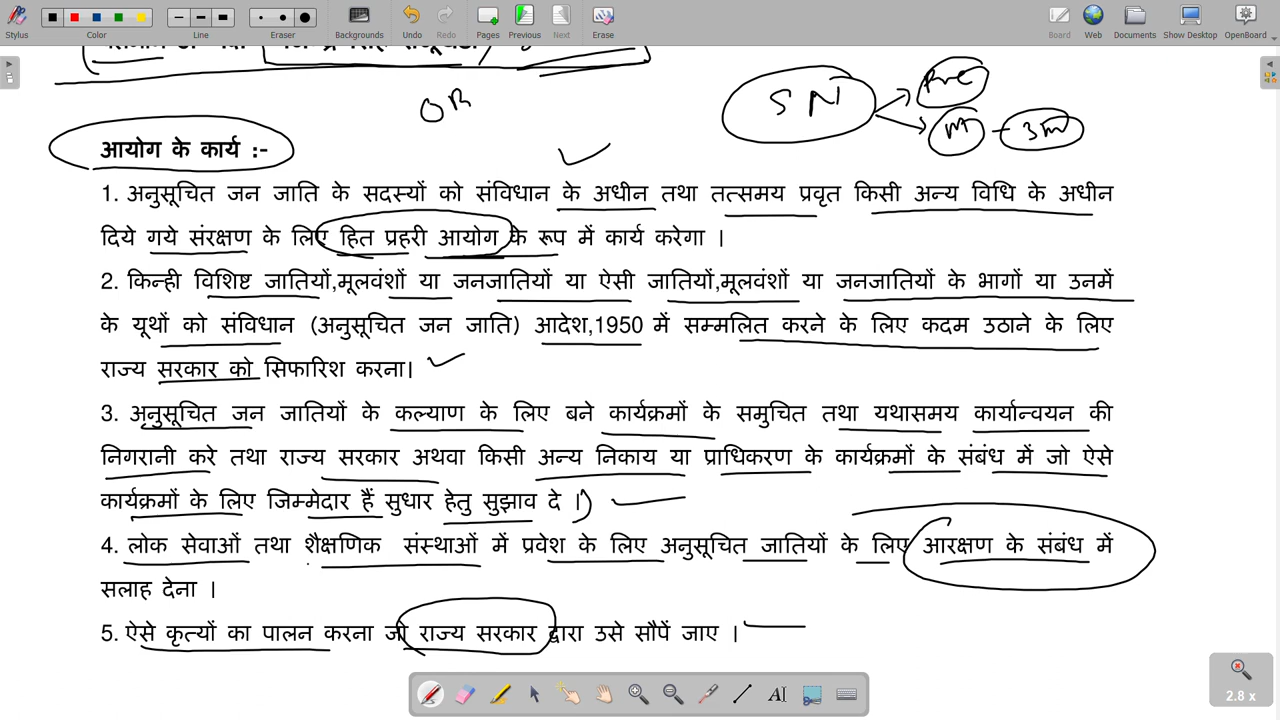 Stylus Color Line Eraser Backgrounds Undo Redo Pages Previous Next Erase Board Web Documents Show Desktop OpenBoard
OR
S N
M - 3
आयोग के कार्य :-
1. अनुसूचित जन जाति के सदस्यों को संविधान के अधीन तथा तत्समय प्रवृत किसी अन्य विधि के अधीन
दिये गये संरक्षण के लिए हित प्रहरी आयोग के रूप में कार्य करेगा ।
2. किन्ही विशिष्ट जातियों,मूलवंशों या जनजातियों या ऐसी जातियों,मूलवंशों या जनजातियों के भागों या उनमें
के यूथों को संविधान (अनुसूचित जन जाति) आदेश,1950 में सम्मलित करने के लिए कदम उठाने के लिए
राज्य सरकार को सिफारिश करना।
3. अनुसूचित जन जातियों के कल्याण के लिए बने कार्यक्रमों के समुचित तथा यथासमय कार्यान्वयन की
निगरानी करे तथा राज्य सरकार अथवा किसी अन्य निकाय या प्राधिकरण के कार्यक्रमों के संबंध में जो ऐसे
कार्यक्रमों के लिए जिम्मेदार हैं सुधार हेतु सुझाव दे ।
4. लोक सेवाओं तथा शैक्षणिक संस्थाओं में प्रवेश के लिए अनुसूचित जातियों के लिए आरक्षण के संबंध में
सलाह देना ।
5. ऐसे कृत्यों का पालन करना जो राज्य सरकार द्वारा उसे सौपें जाए ।
2.8 x